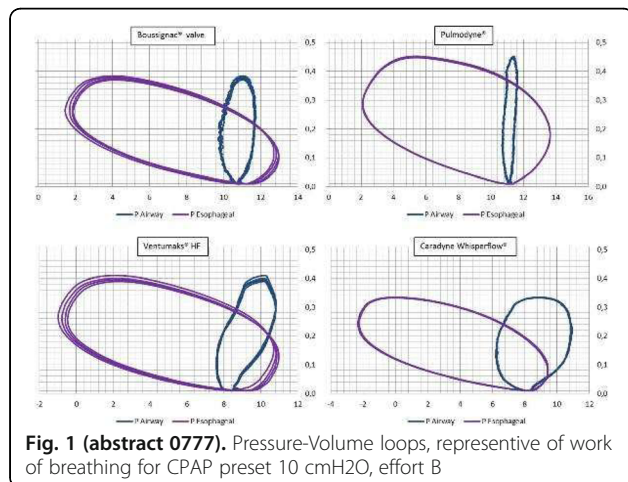 Boussignac® valve
0,5
0,4
0,3
0,2
0,1
0,0
0 2 4 6 8 10 12 14
P Airway P Esophageal
Pulmodyne®
0,5
0,4
0,3
0,2
0,1
0,0
0 2 4 6 8 10 12 14 16
P Airway P Esophageal
Ventumaks® HF
0,5
0,4
0,3
0,2
0,1
0,0
-2 0 2 4 6 8 10 12
P Airway P Esophageal
Caradyne Whisperflow®
0,5
0,4
0,3
0,2
0,1
0,0
-4 -2 0 2 4 6 8 10 12
P Airway P Esophageal
Fig. 1 (abstract 0777). Pressure-Volume loops, representive of work
of breathing for CPAP preset 10 cmH2O, effort B